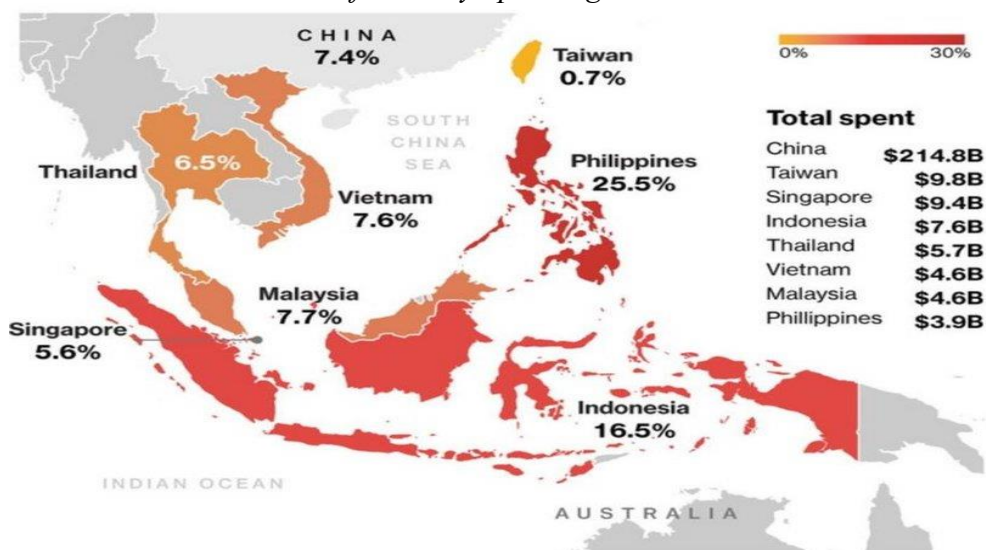 CHINA
7.4%
Taiwan
0.7%
0%
30%
SOUTH
CHINA
SEA
Thailand
6.5%
Vietnam
7.6%
Philippines
25.5%
Malaysia
7.7%
Singapore
5.6%
Indonesia
16.5%
INDIAN OCEAN
AUSTRALIA
Total spent
China $214.8B
Taiwan $9.8B
Singapore $9.4B
Indonesia $7.6B
Thailand $5.7B
Vietnam $4.6B
Malaysia $4.6B
Phillippines $3.9B